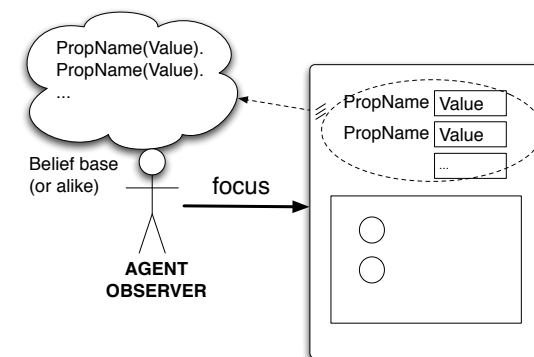 PropName(Value).
PropName(Value).
...
Belief base
(or alike)
AGENT
OBSERVER
focus
PropName Value
PropName Value
...